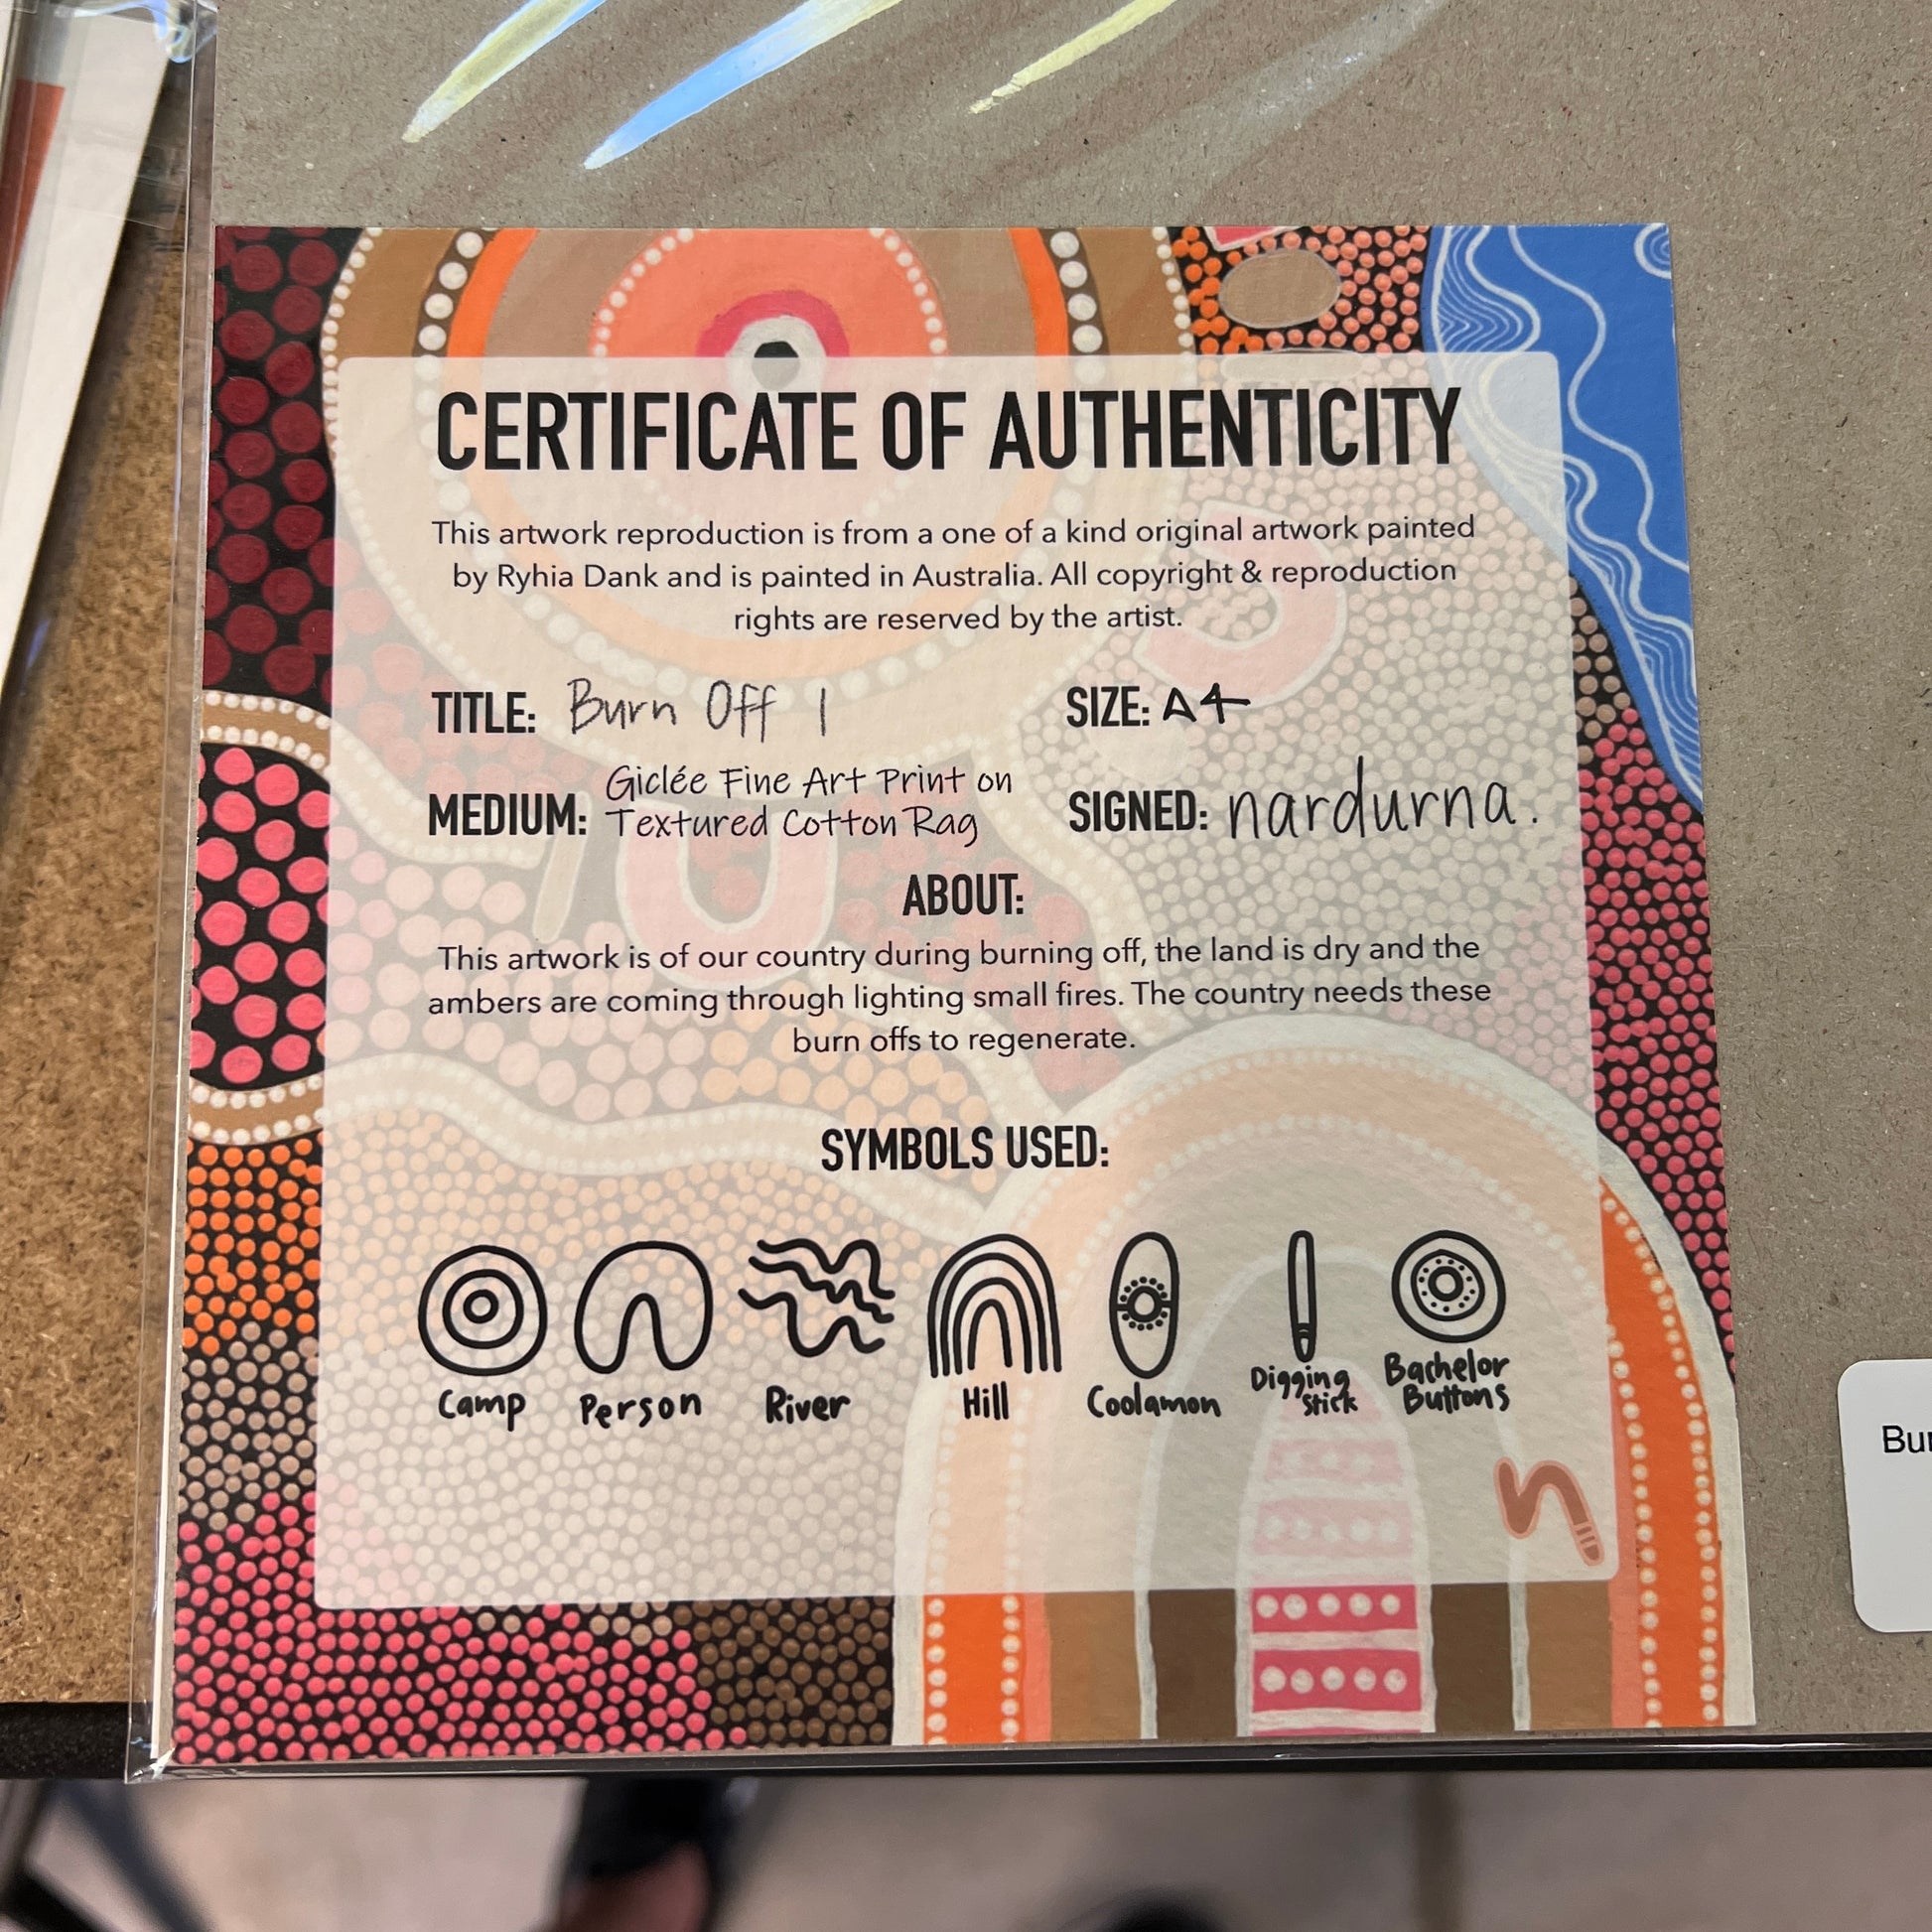 CERTIFICATE OF AUTHENTICITY
This artwork reproduction is from a one of a kind original artwork painted
by Ryhia Dank and is painted in Australia. All copyright & reproduction
rights are reserved by the artist.
TITLE: Burn Off 1
SIZE: A4
MEDIUM: Giclée Fine Art Print on
Textured Cotton Rag
SIGNED: nardurna.
ABOUT:
This artwork is of our country during burning off, the land is dry and the
ambers are coming through lighting small fires. The country needs these
burn offs to regenerate.
SYMBOLS USED:
Camp
Person
River
Hill
Coolamon
Digging
Stick
Bachelor
Buttons
n